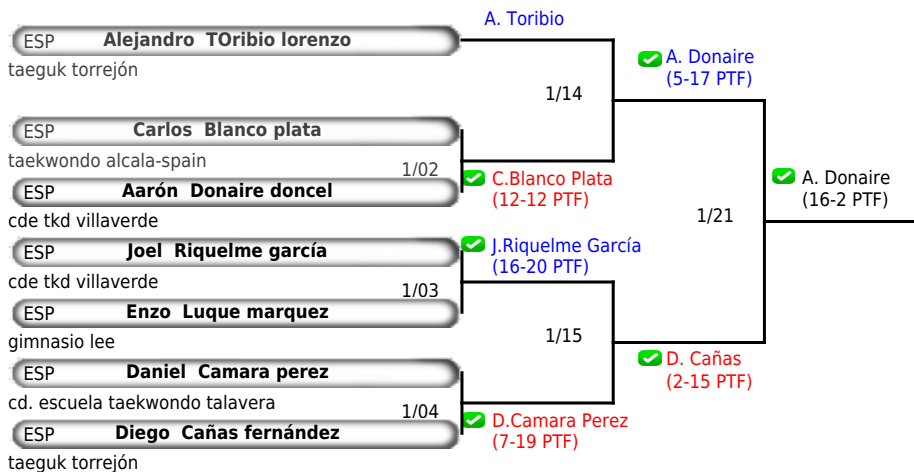 A. Toribio
ESP Alejandro TOribio lorenzo
taeguk torrejón
A. Donaire
(5-17 PTF)
1/14
ESP Carlos Blanco plata
taekwondo alcala-spain
1/02
C.Blanco Plata
(12-12 PTF)
ESP Aarón Donaire doncel
cde tkd villaverde
A. Donaire
(16-2 PTF)
1/21
ESP Joel Riquelme garcía
cde tkd villaverde
J.Riquelme García
(16-20 PTF)
1/03
ESP Enzo Luque marquez
gimnasio lee
1/15
ESP Daniel Camara perez
cd. escuela taekwondo talavera
D. Cañas
(2-15 PTF)
1/04
D.Camara Perez
(7-19 PTF)
ESP Diego Cañas fernández
taeguk torrejón